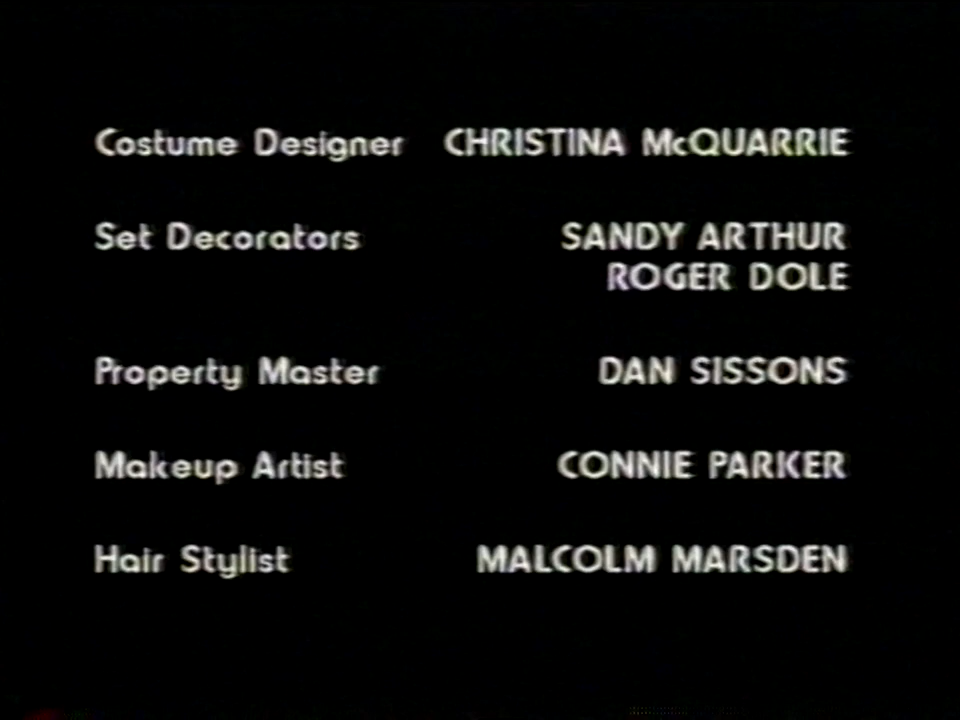 Costume Designer CHRISTINA McQUARRIE
Set Decorators SANDY ARTHUR
ROGER DOLE
Property Master DAN SISSONS
Makeup Artist CONNIE PARKER
Hair Stylist MALCOLM MARSDEN